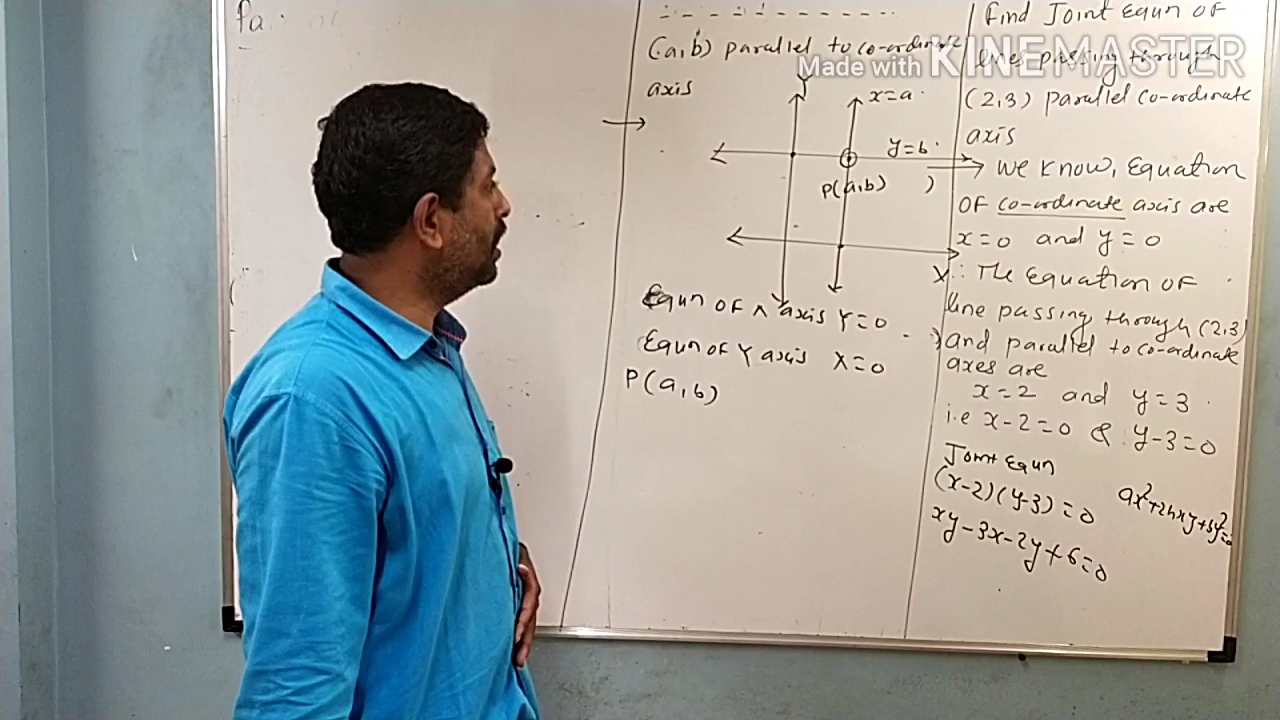 fa
(a,b) parallel to co-ordinate
axis
Y
x=a
y=b
P(a,b)
Equn OF X axis Y=0
Equn OF Y axis X=0
P(a,b)
Made with KINEMASTER
Find Joint Equn OF
lines passing through
(2,3) parallel co-ordinate
axis
→ We know, Equation
OF co-ordinate axis are
x=0 and y=0
∴ The Equation OF
line passing through (2,3)
and parallel to co-ordinate
axes are
x=2 and y=3
i.e x-2=0 & y-3=0
Joint Equn
(x-2)(y-3)=0
xy-3x-2y+6=0